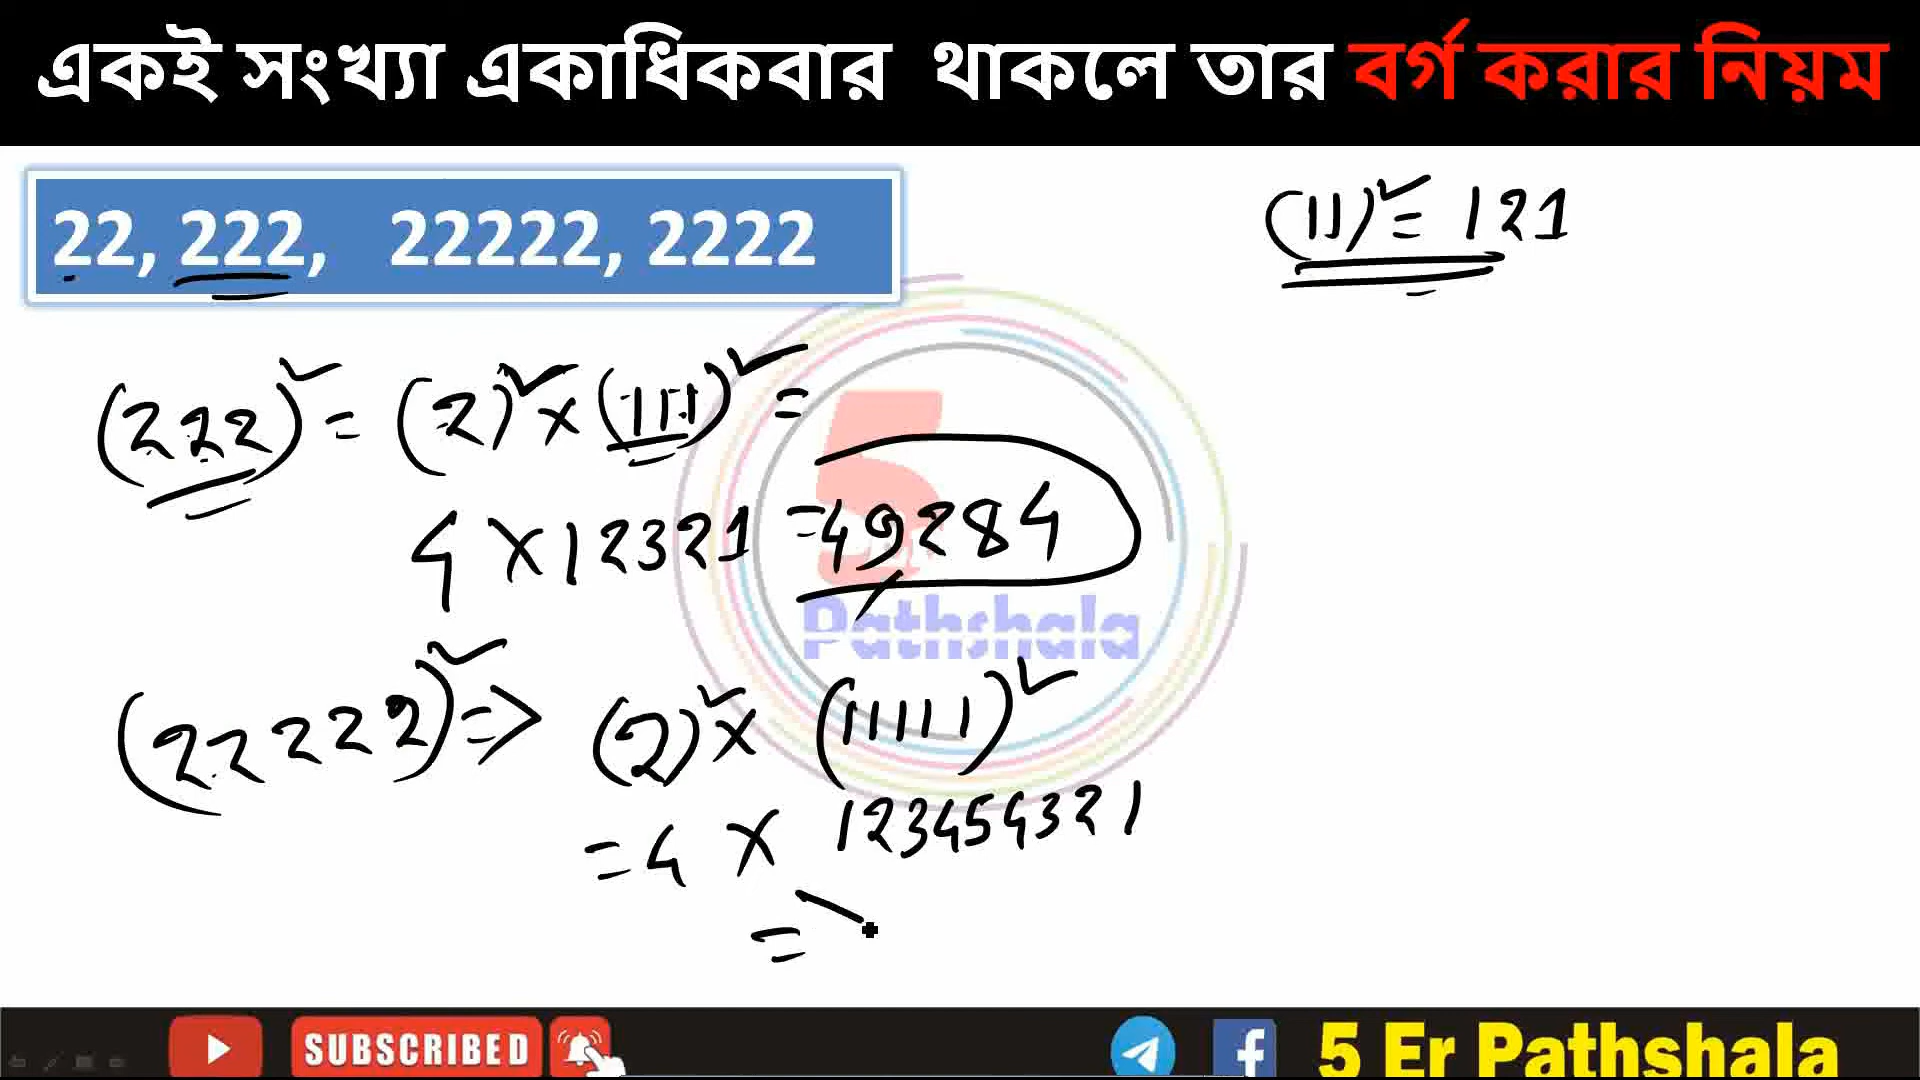 একই সংখ্যা একাধিকবার থাকলে তার বর্গ করার নিয়ম
22, 222, 22222, 2222
(11)² = 121
(222)² = (2)² × (111)² =
4 × 12321 = 49284
5
Pathshala
(22222)² => (2)² × (11111)²
= 4 × 123454321
=
SUBSCRIBED
5 Er Pathshala